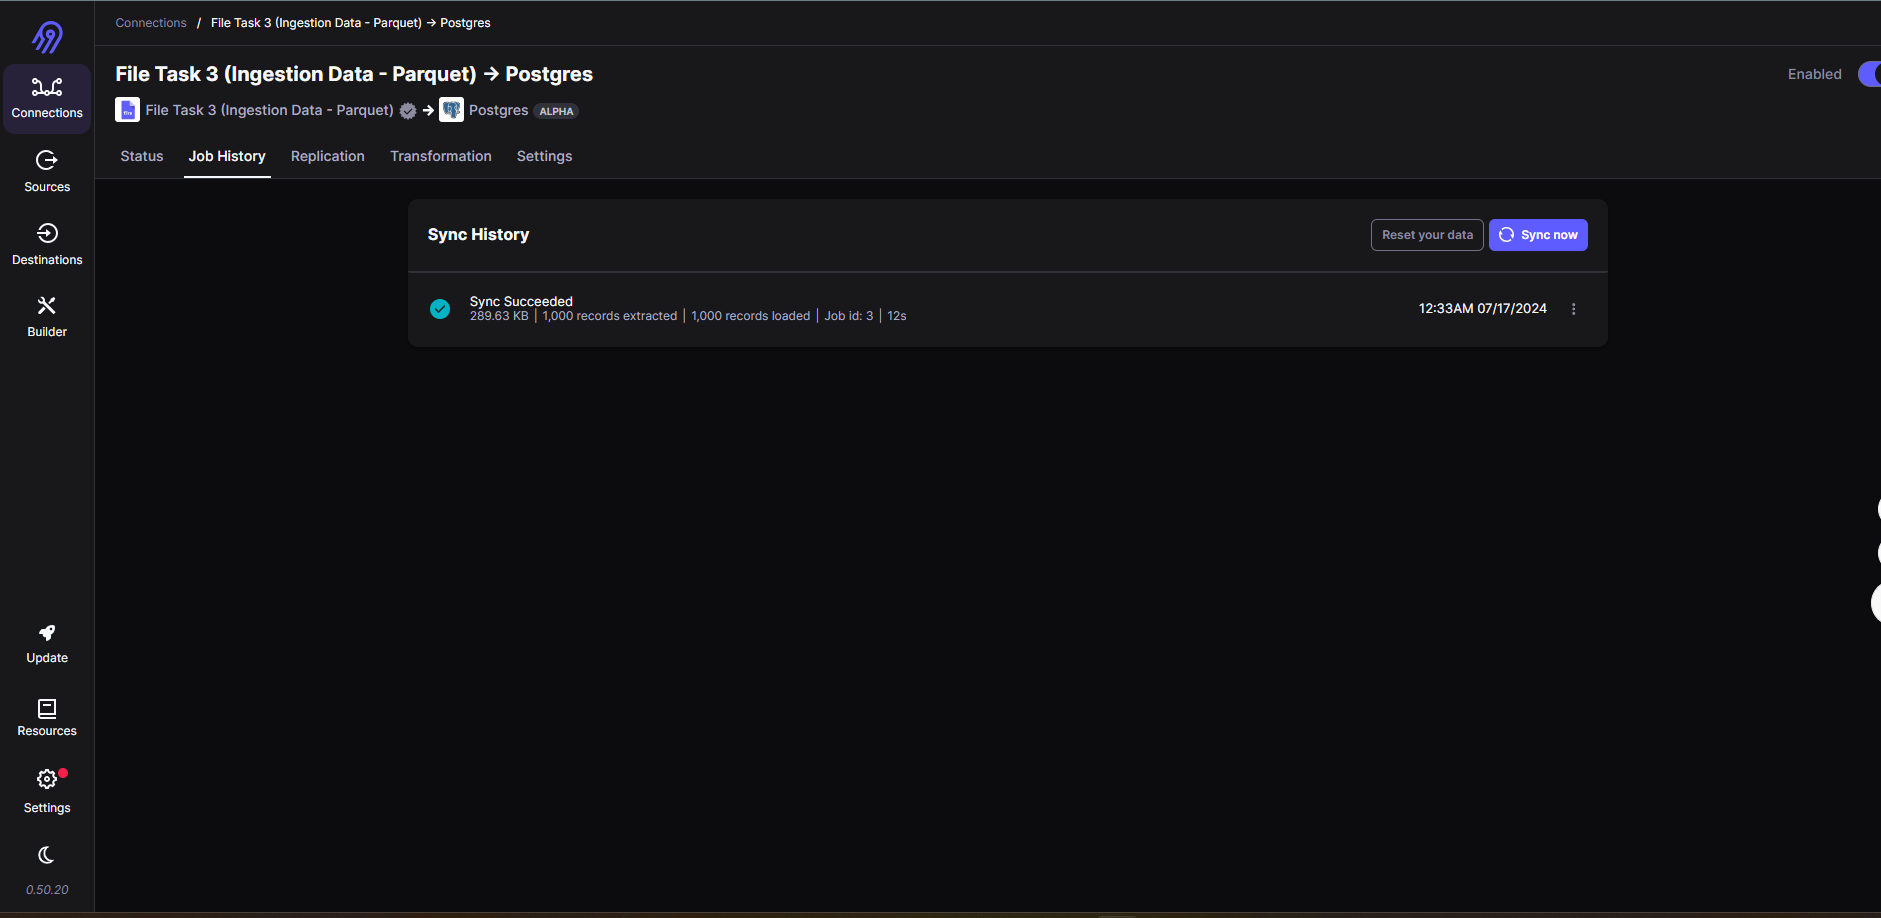 Connections / File Task 3 (Ingestion Data - Parquet) → Postgres
File Task 3 (Ingestion Data - Parquet) → Postgres
Enabled
File Task 3 (Ingestion Data - Parquet) → Postgres ALPHA
Status Job History Replication Transformation Settings
Connections
Sources
Destinations
Builder
Update
Resources
Settings
0.50.20
Sync History
Reset your data
Sync now
Sync Succeeded
289.63 KB | 1,000 records extracted | 1,000 records loaded | Job id: 3 | 12s
12:33AM 07/17/2024